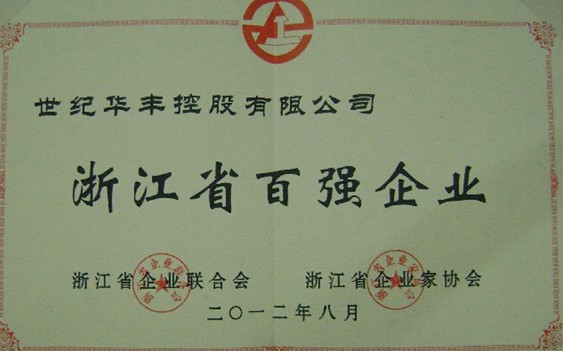 世纪华丰控股有限公司
浙江省百强企业
浙江省企业联合会 浙江省企业家协会
二〇一二年八月